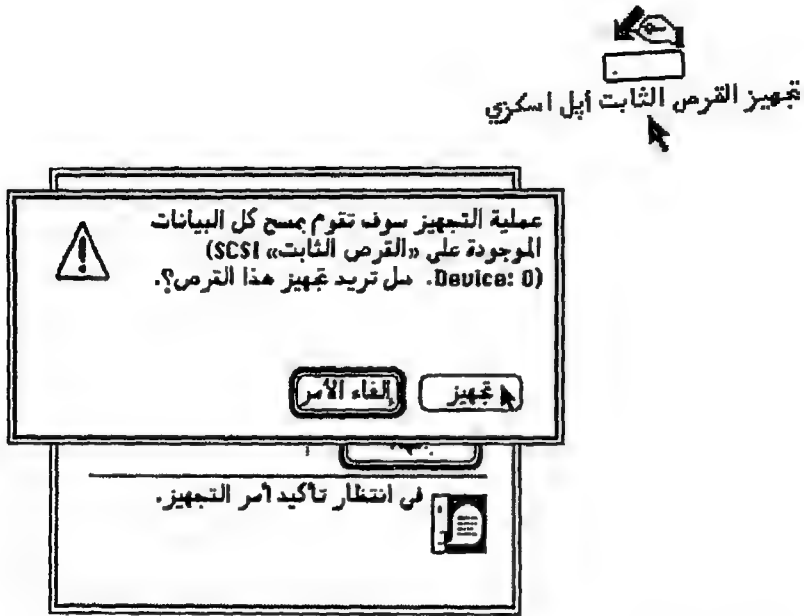 تجهيز القرص الثابت أپل اسكزي
عملية التجهيز سوف تقوم بمسح كل البيانات
الموجودة على «القرص الثابت» (SCSI
Device: 0). هل تريد تجهيز هذا القرص؟.
تجهيز
إلغاء الأمر
في انتظار تأكيد أمر التجهيز.